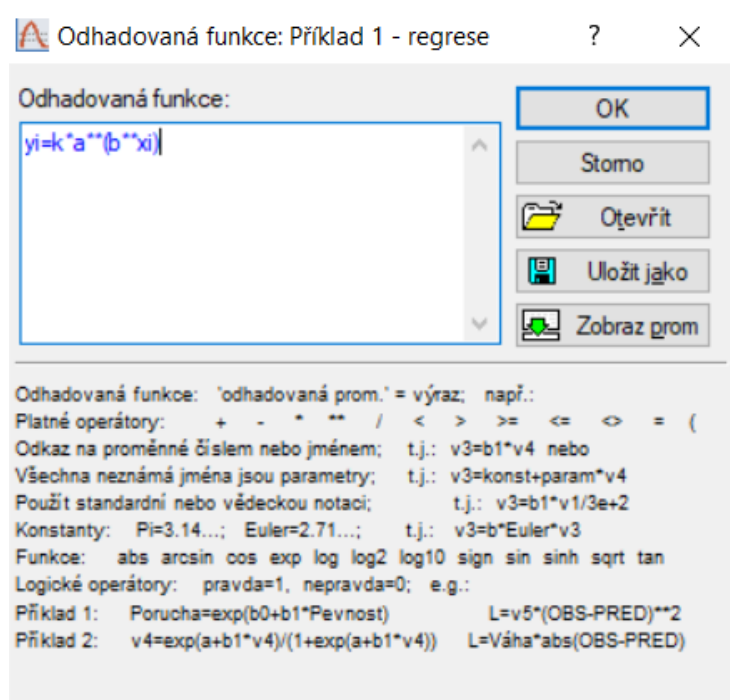 Odhadovaná funkce: Příklad 1 - regrese ? ×
Odhadovaná funkce:
yi=k*a**(b**xi)
OK
Storno
Otevřít
Uložit jako
Zobraz prom
Odhadovaná funkce: 'odhadovaná prom.' = výraz; např.:
Platné operátory: + - * ** / < > >= <= <> = (
Odkaz na proměnné číslem nebo jménem; t.j.: v3=b1*v4 nebo
Všechna neznámá jména jsou parametry; t.j.: v3=konst+param*v4
Použít standardní nebo vědeckou notaci; t.j.: v3=b1*v1/3e+2
Konstanty: Pi=3.14...; Euler=2.71...; t.j.: v3=b*Euler*v3
Funkce: abs arcsin cos exp log log2 log10 sign sin sinh sqrt tan
Logické operátory: pravda=1, nepravda=0; e.g.:
Příklad 1: Porucha=exp(b0+b1*Pevnost) L=v5*(OBS-PRED)**2
Příklad 2: v4=exp(a+b1*v4)/(1+exp(a+b1*v4)) L=Váha*abs(OBS-PRED)